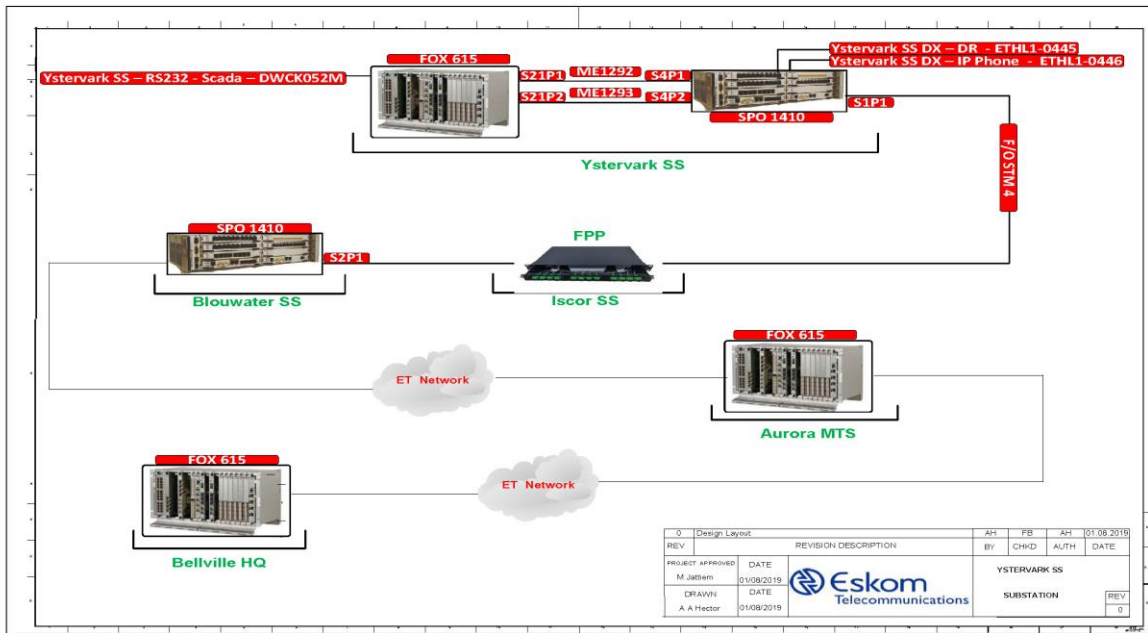 Ystervark SS DX – DR - ETHL1-0445
FOX 615
Ystervark SS DX – IP Phone - ETHL1-0446
Ystervark SS – RS232 - Scada – DWCK052M
S21P1
ME1292
S4P1
S21P2
ME1293
S4P2
S1P1
SPO 1410
Ystervark SS
F/O STM 4
SPO 1410
FPP
S2P1
Blouwater SS
Iscor SS
FOX 615
ET Network
Aurora MTS
FOX 615
ET Network
Bellville HQ
0 Design Layout AH FB AH 01.08.2019
REV REVISION DESCRIPTION BY CHKD AUTH DATE
PROJECT APPROVED DATE
M Jattiem 01/08/2019
DRAWN DATE
A A Hector 01/08/2019
Eskom
Telecommunications
YSTERVARK SS
SUBSTATION
REV
0